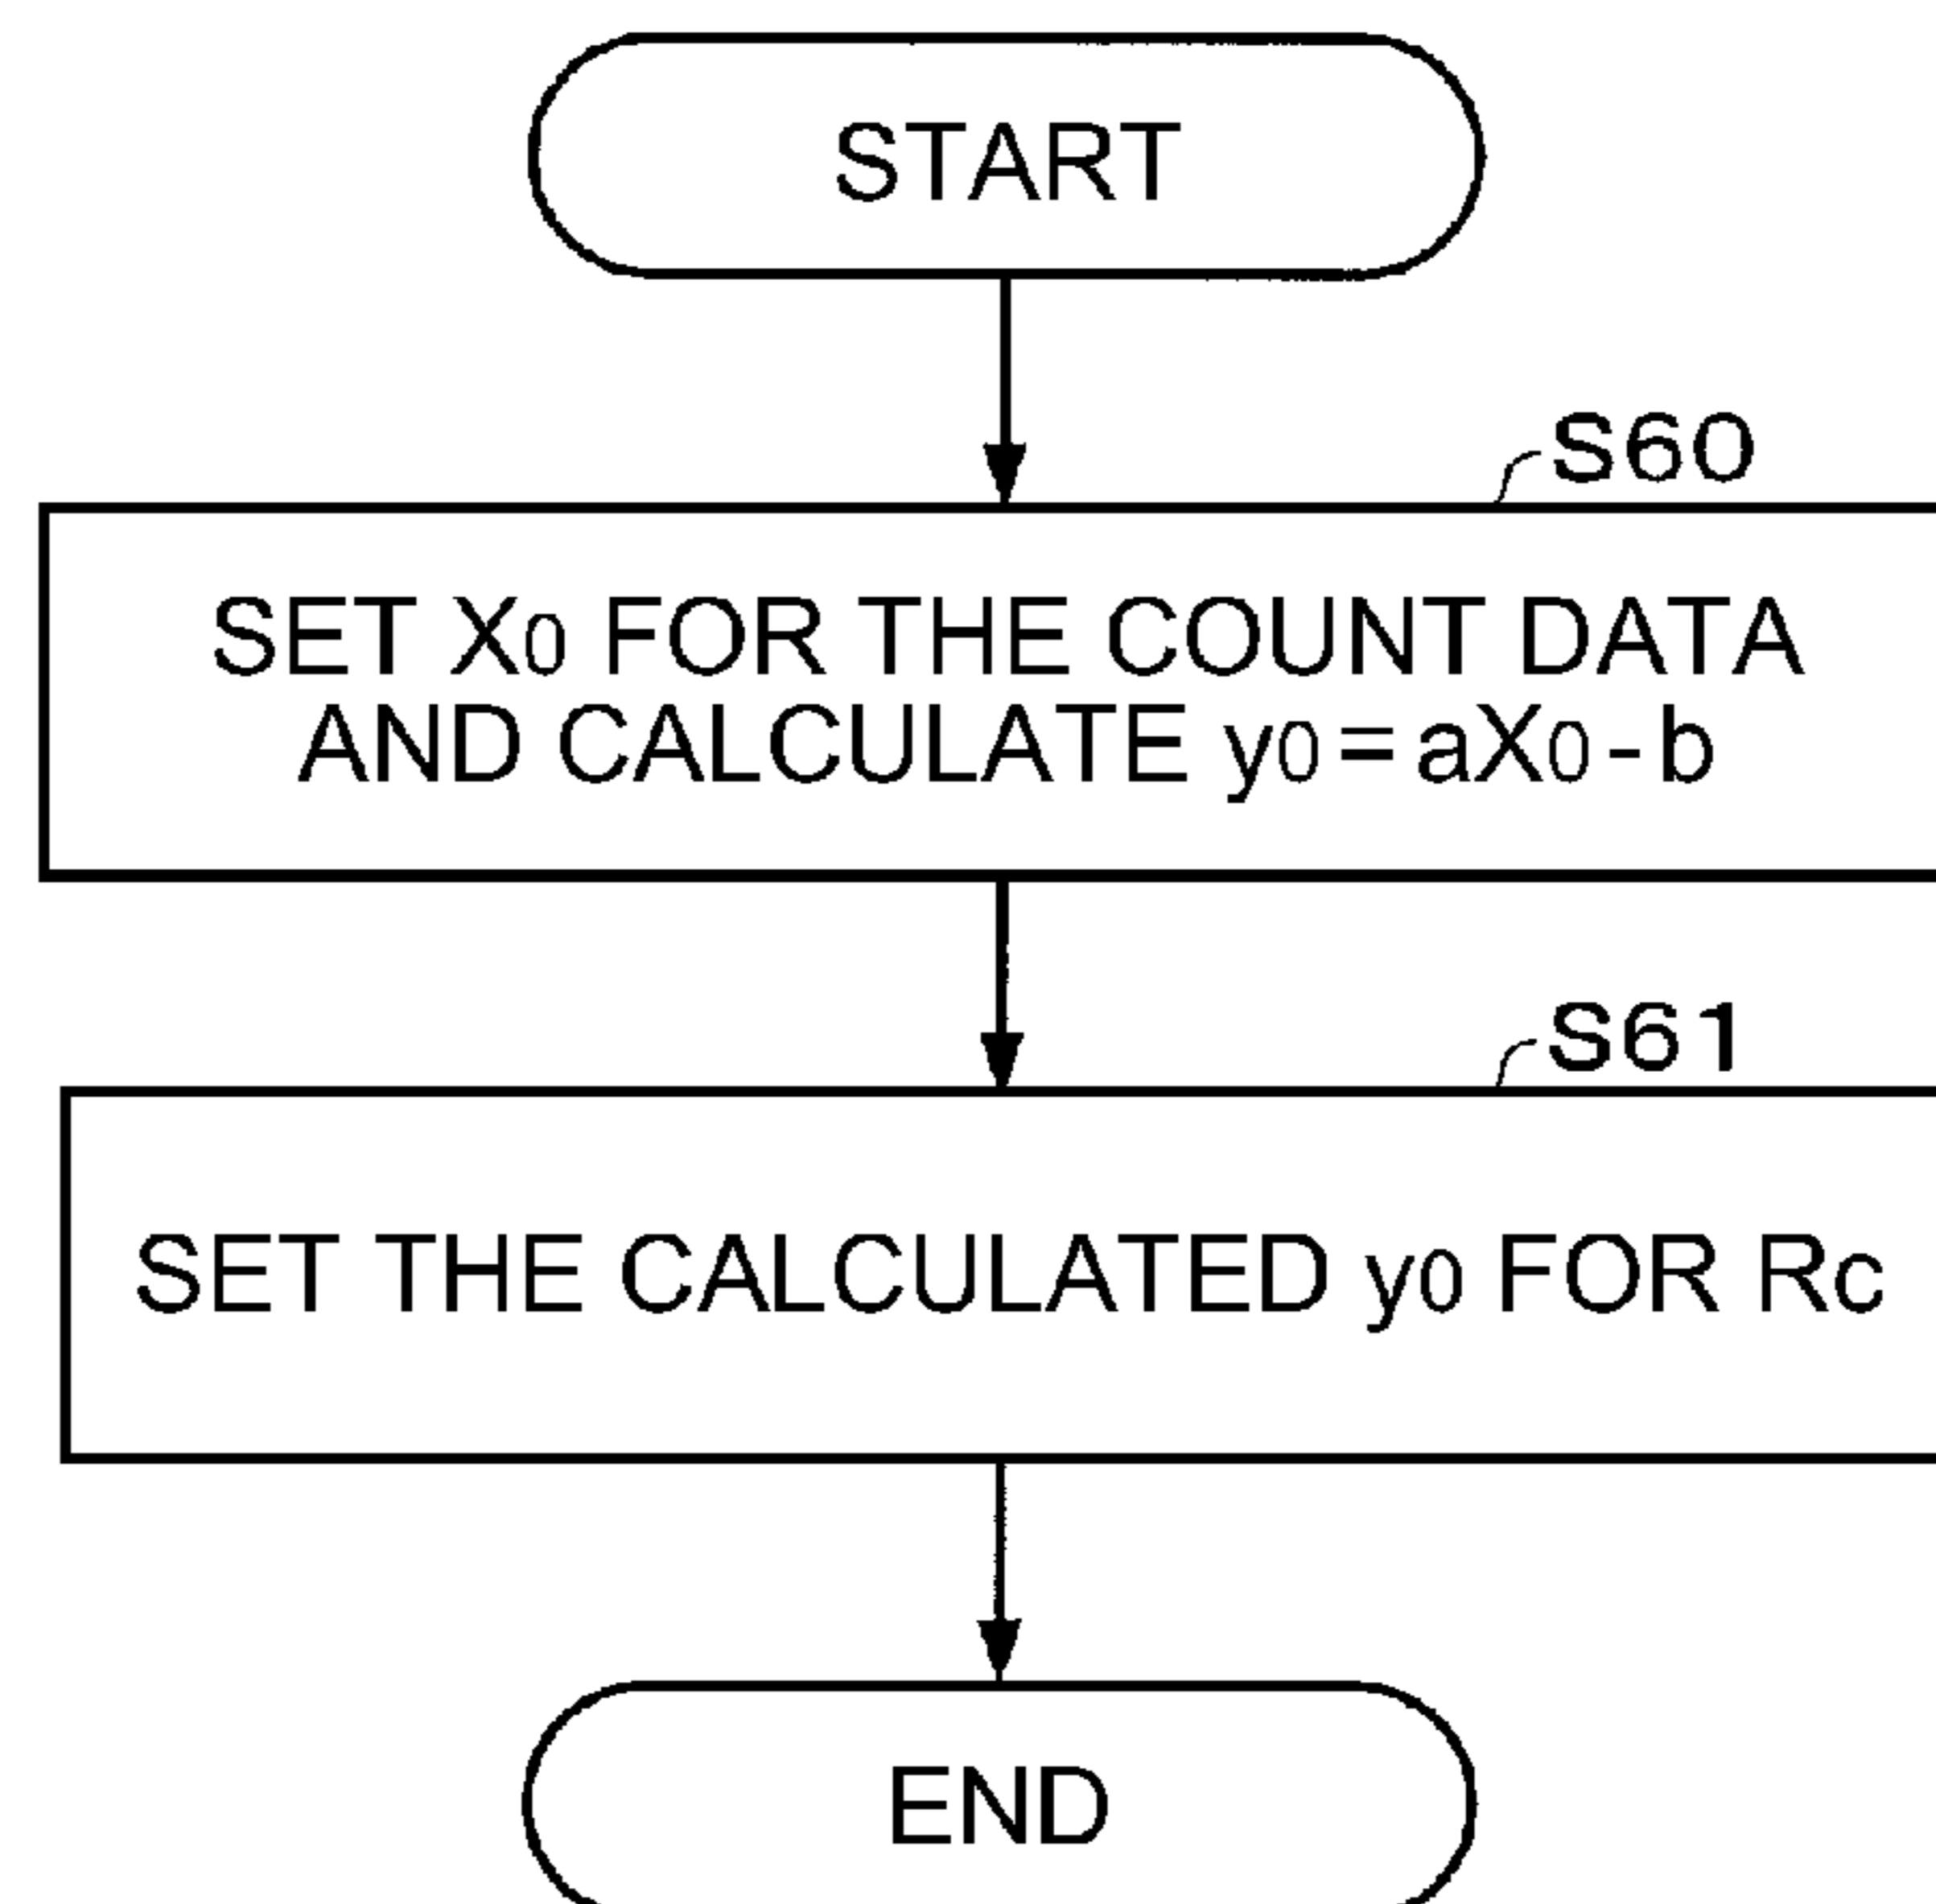 START
S60
SET X0 FOR THE COUNT DATA
AND CALCULATE y0 = aX0 - b
S61
SET THE CALCULATED y0 FOR Rc
END